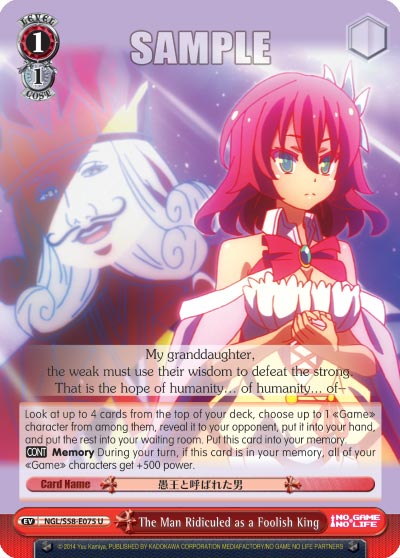 LEVEL
1
1
COST
SAMPLE
My granddaughter,
the weak must use their wisdom to defeat the strong.
That is the hope of humanity… of humanity… of−
Look at up to 4 cards from the top of your deck, choose up to 1 «Game»
character from among them, reveal it to your opponent, put it into your hand,
and put the rest into your waiting room. Put this card into your memory.
CONT Memory During your turn, if this card is in your memory, all of your
«Game» characters get +500 power.
Card Name 愚王と呼ばれた男
EV NGL/S58-E075 U The Man Ridiculed as a Foolish King NO GAME NO LIFE
© 2014 Yuu Kamiya, PUBLISHED BY KADOKAWA CORPORATION MEDIAFACTORY/NO GAME NO LIFE PARTNERS